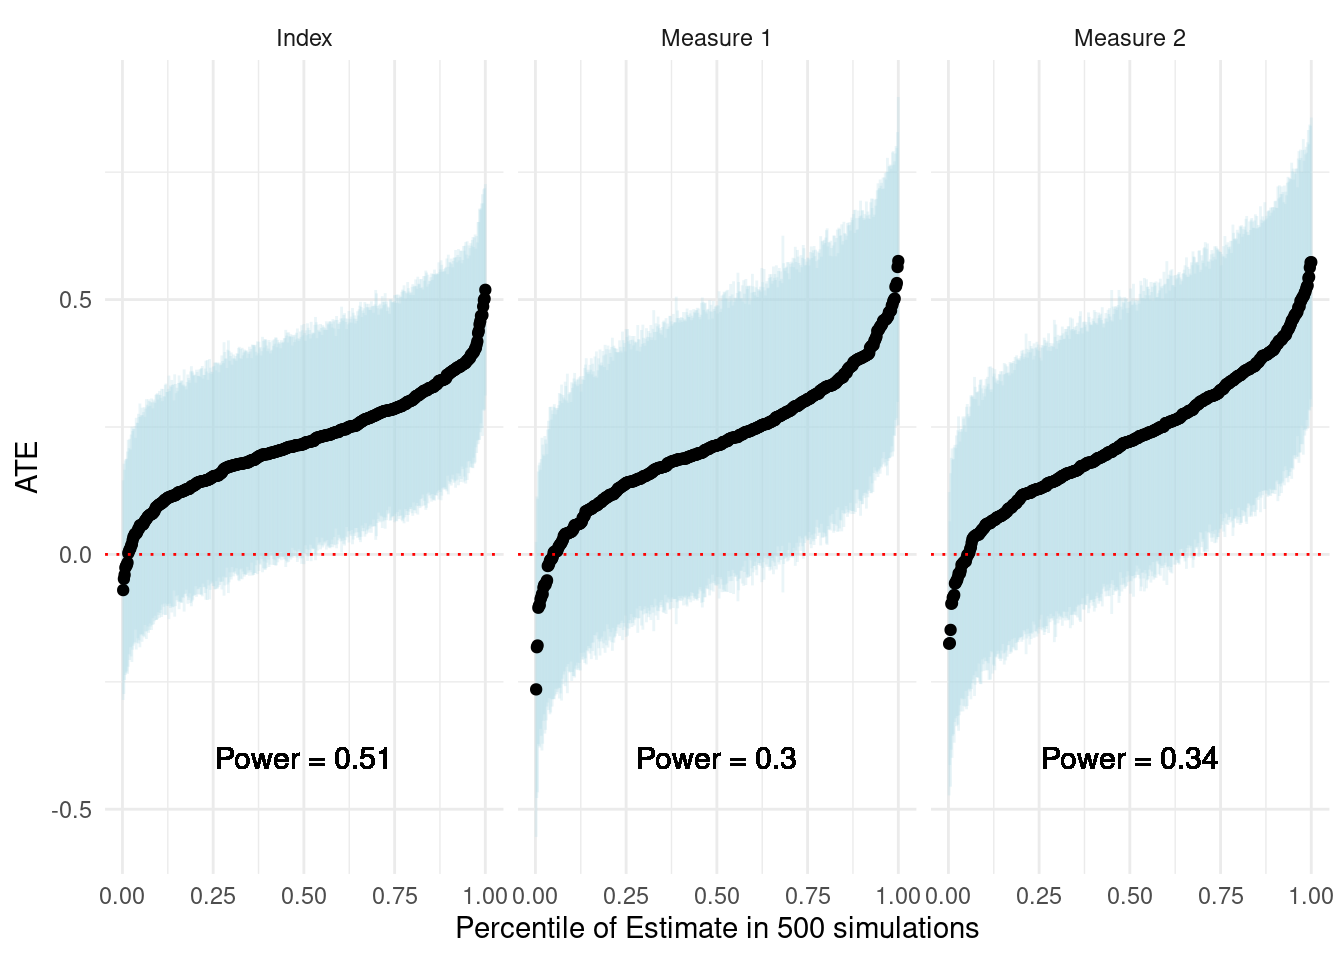 Index Measure 1 Measure 2
ATE
0.5
0.0
-0.5
Power = 0.51 Power = 0.3 Power = 0.34
0.00 0.25 0.50 0.75 1.00 0.00 0.25 0.50 0.75 1.00 0.00 0.25 0.50 0.75 1.00
Percentile of Estimate in 500 simulations